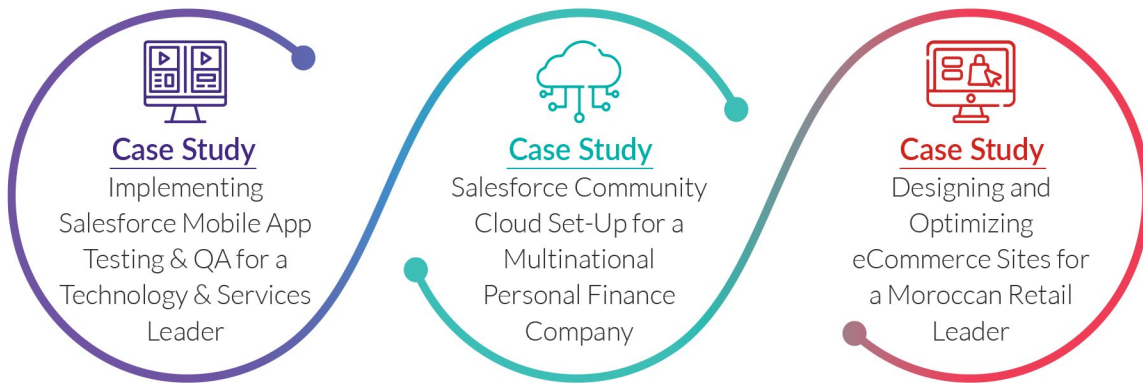 Case Study
Implementing
Salesforce Mobile App
Testing & QA for a
Technology & Services
Leader
Case Study
Salesforce Community
Cloud Set-Up for a
Multinational
Personal Finance
Company
Case Study
Designing and
Optimizing
eCommerce Sites for
a Moroccan Retail
Leader